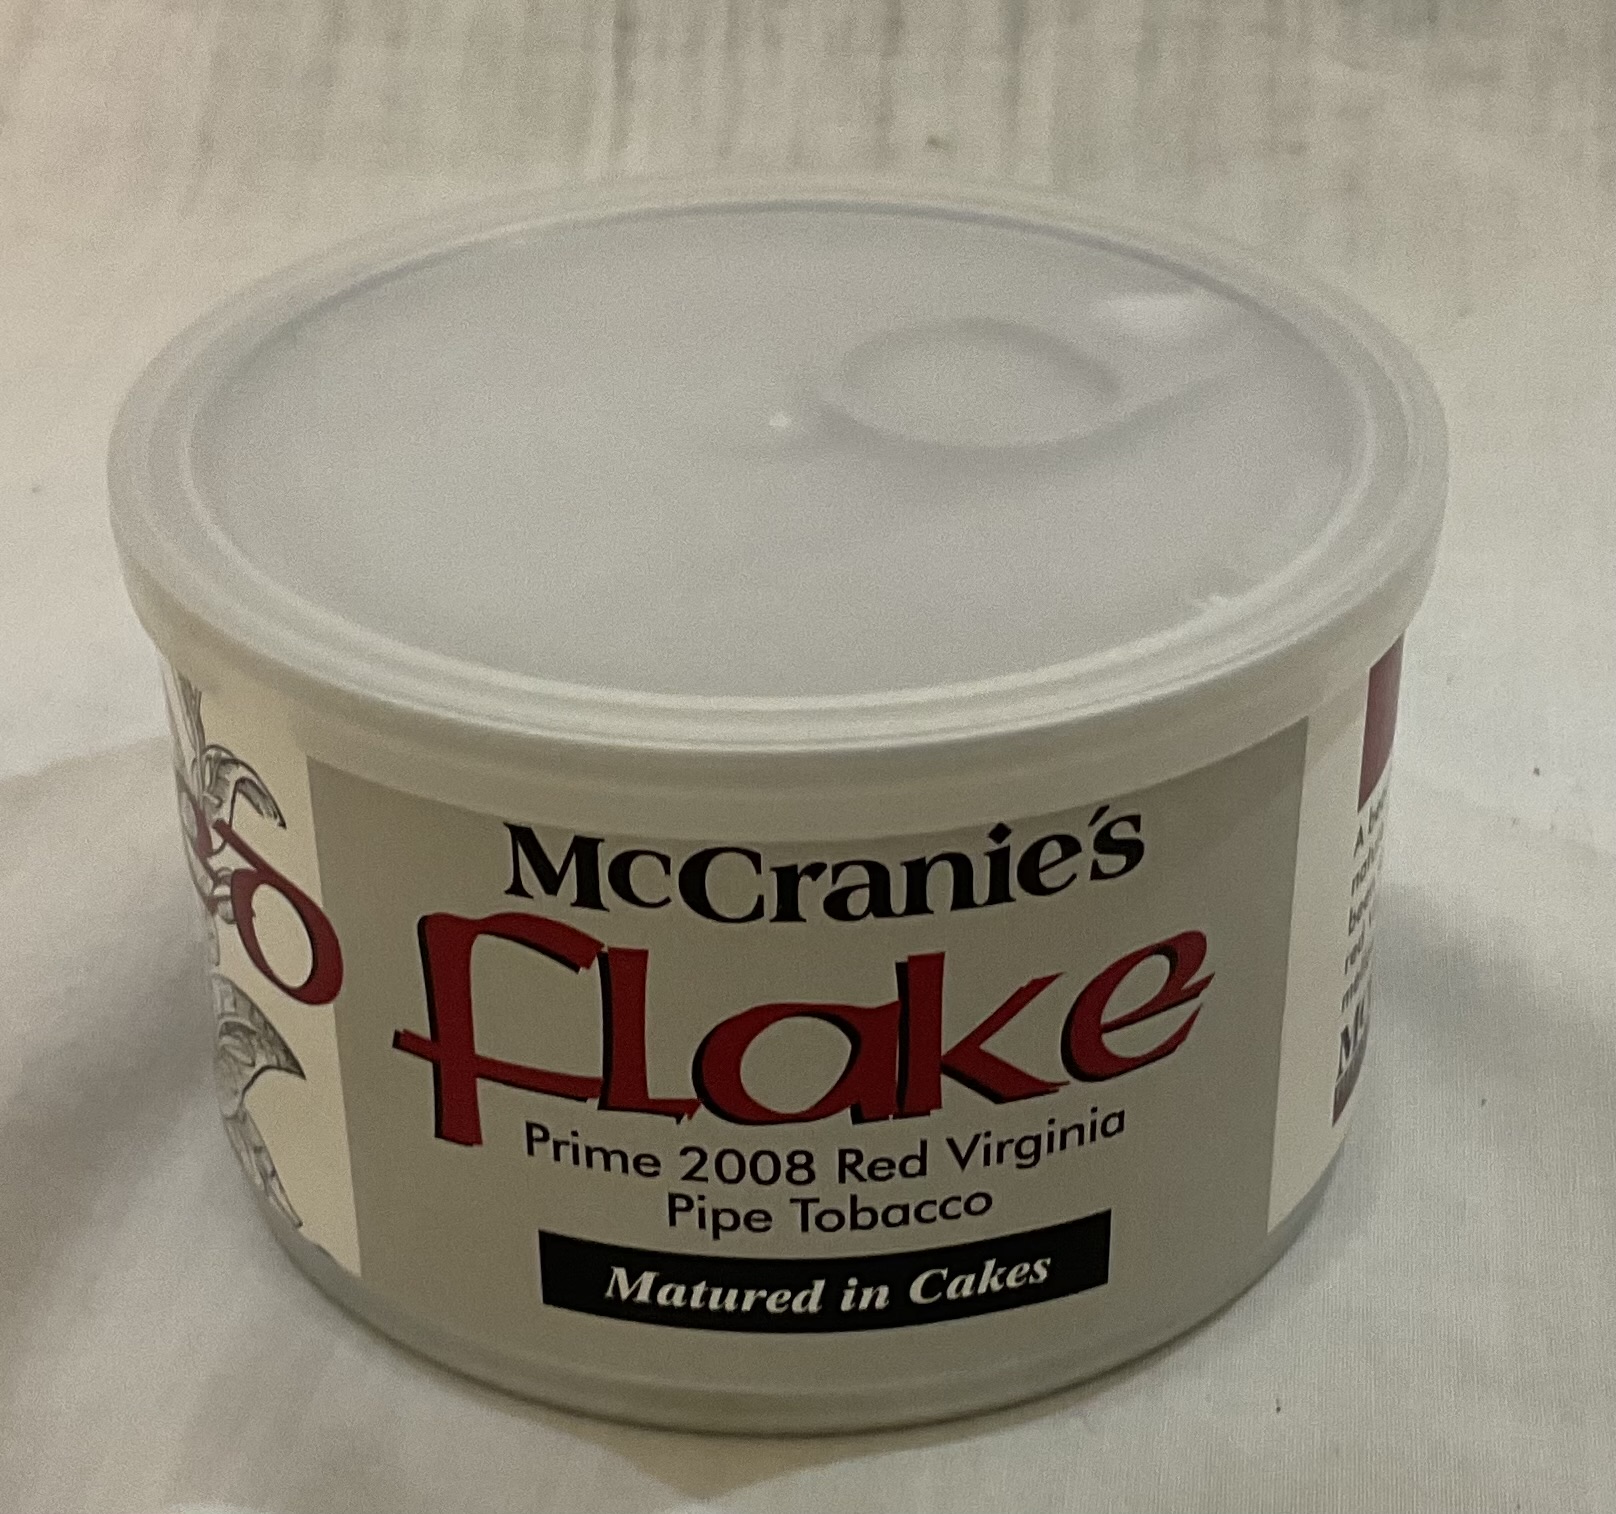 McCranie's
Flake
Prime 2008 Red Virginia
Pipe Tobacco
Matured in Cakes